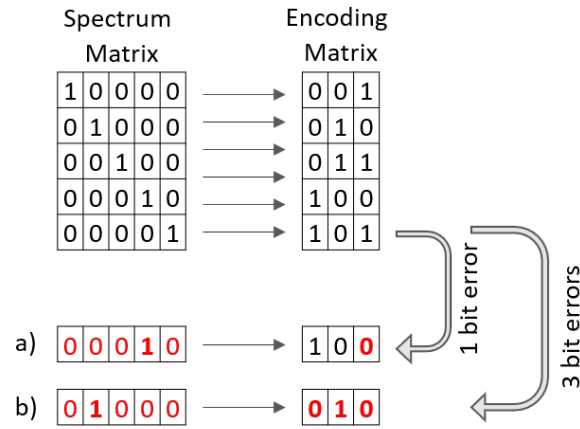 Spectrum Encoding
Matrix Matrix
1 0 0 0 0 0 0 1
0 1 0 0 0 0 1 0
0 0 1 0 0 0 1 1
0 0 0 1 0 1 0 0
0 0 0 0 1 1 0 1
1 bit error
3 bit errors
a) 0 0 0 1 0 1 0 0
b) 0 1 0 0 0 0 1 0